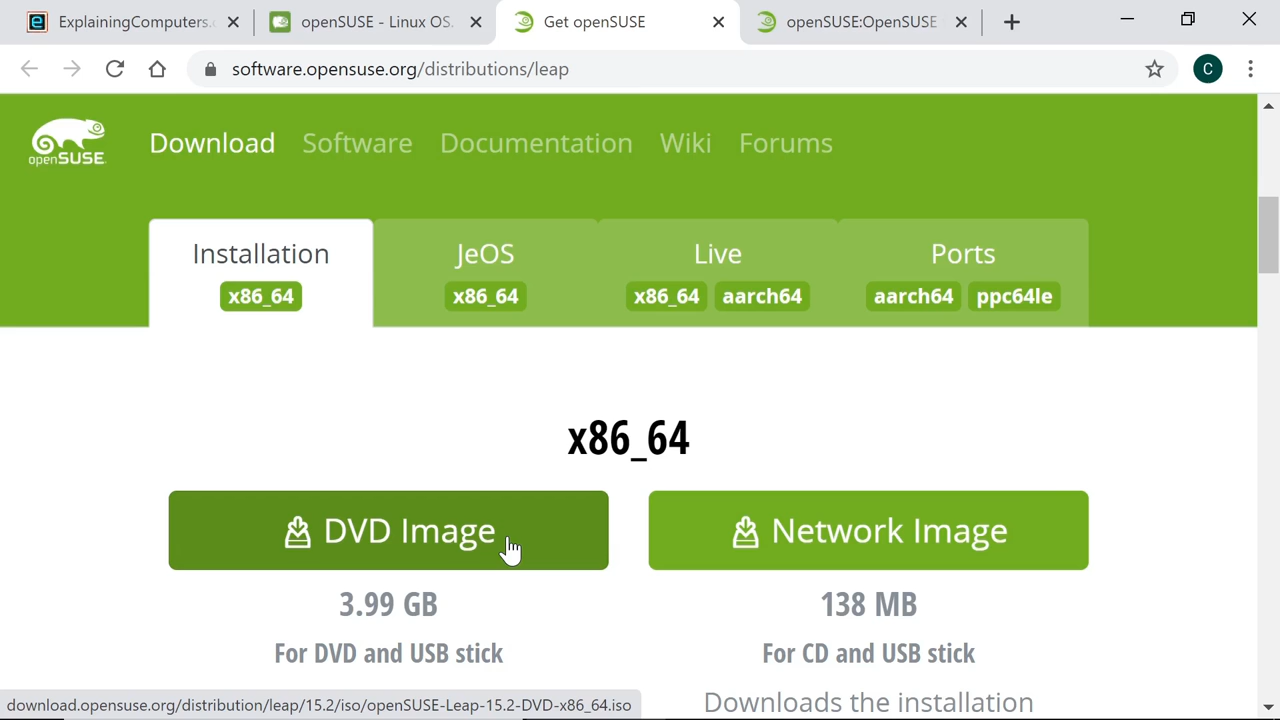 ExplainingComputers.
openSUSE - Linux OS.
Get openSUSE
openSUSE:OpenSUSE
software.opensuse.org/distributions/leap
C
openSUSE
Download Software Documentation Wiki Forums
Installation JeOS Live Ports
x86_64 x86_64 x86_64 aarch64 aarch64 ppc64le
x86_64
DVD Image Network Image
3.99 GB 138 MB
For DVD and USB stick For CD and USB stick
Downloads the installation
download.opensuse.org/distribution/leap/15.2/iso/openSUSE-Leap-15.2-DVD-x86_64.iso